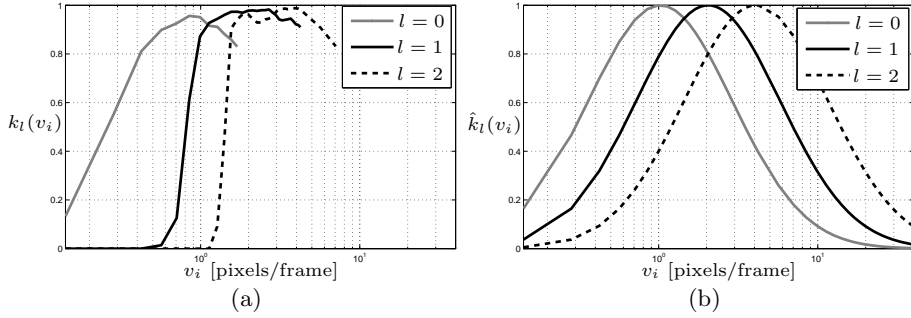 1
0.8
0.6
0.4
0.2
0
k_l(v_i)
10^0
10^1
v_i [pixels/frame]
l = 0
l = 1
l = 2
(a)
1
0.8
0.6
0.4
0.2
0
k̂_l(v_i)
10^0
10^1
v_i [pixels/frame]
l = 0
l = 1
l = 2
(b)